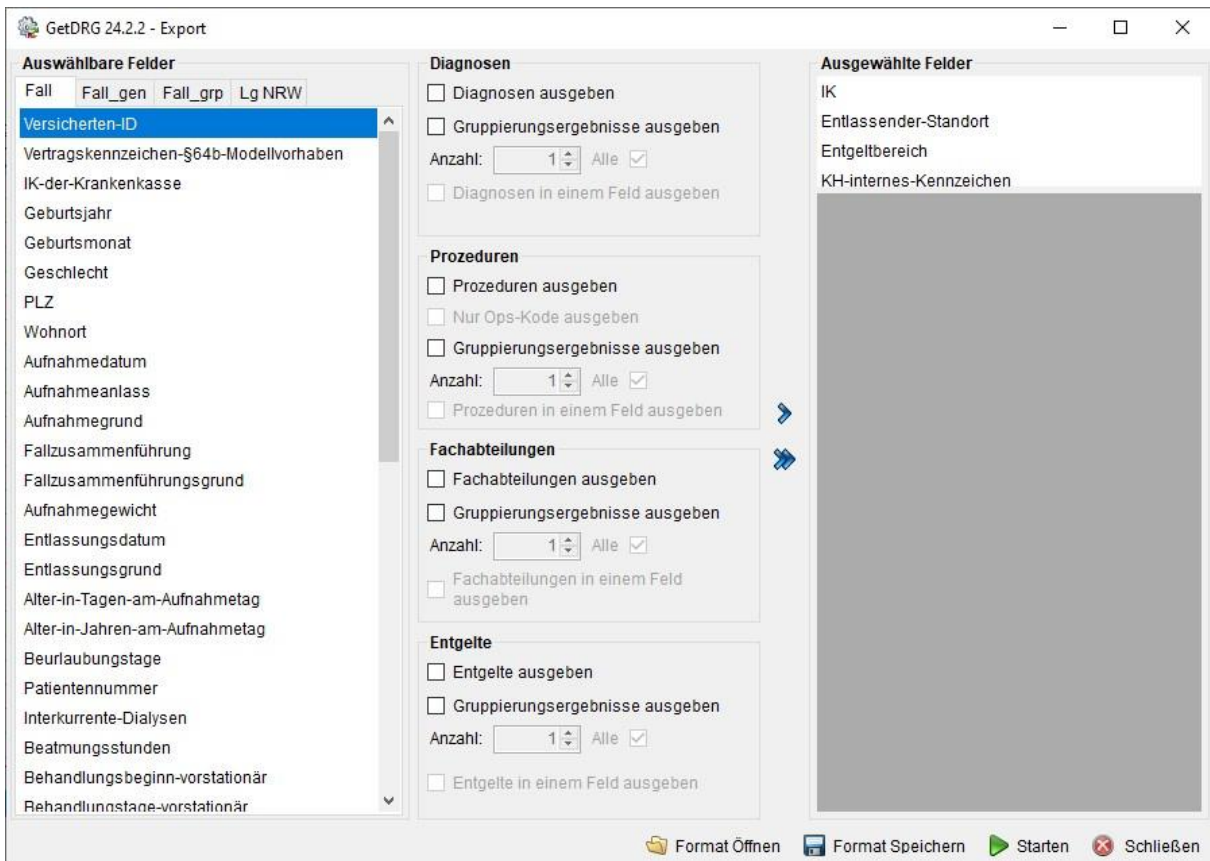 GetDRG 24.2.2 - Export
Auswählbare Felder
Fall Fall_gen Fall_grp Lg NRW
Versicherten-ID
Vertragskennzeichen-§64b-Modellvorhaben
IK-der-Krankenkasse
Geburtsjahr
Geburtsmonat
Geschlecht
PLZ
Wohnort
Aufnahmedatum
Aufnahmeanlass
Aufnahmegrund
Fallzusammenführung
Fallzusammenführungsgrund
Aufnahmegewicht
Entlassungsdatum
Entlassungsgrund
Alter-in-Tagen-am-Aufnahmetag
Alter-in-Jahren-am-Aufnahmetag
Beurlaubungstage
Patientennummer
Interkurrente-Dialysen
Beatmungsstunden
Behandlungsbeginn-vorstationär
Behandlungstage-vorstationär
Diagnosen
Diagnosen ausgeben
Gruppierungsergebnisse ausgeben
Anzahl: 1 Alle
Diagnosen in einem Feld ausgeben
Prozeduren
Prozeduren ausgeben
Nur Ops-Kode ausgeben
Gruppierungsergebnisse ausgeben
Anzahl: 1 Alle
Prozeduren in einem Feld ausgeben
Fachabteilungen
Fachabteilungen ausgeben
Gruppierungsergebnisse ausgeben
Anzahl: 1 Alle
Fachabteilungen in einem Feld
ausgeben
Entgelte
Entgelte ausgeben
Gruppierungsergebnisse ausgeben
Anzahl: 1 Alle
Entgelte in einem Feld ausgeben
Ausgewählte Felder
IK
Entlassender-Standort
Entgeltbereich
KH-internes-Kennzeichen
Format Öffnen Format Speichern Starten Schließen